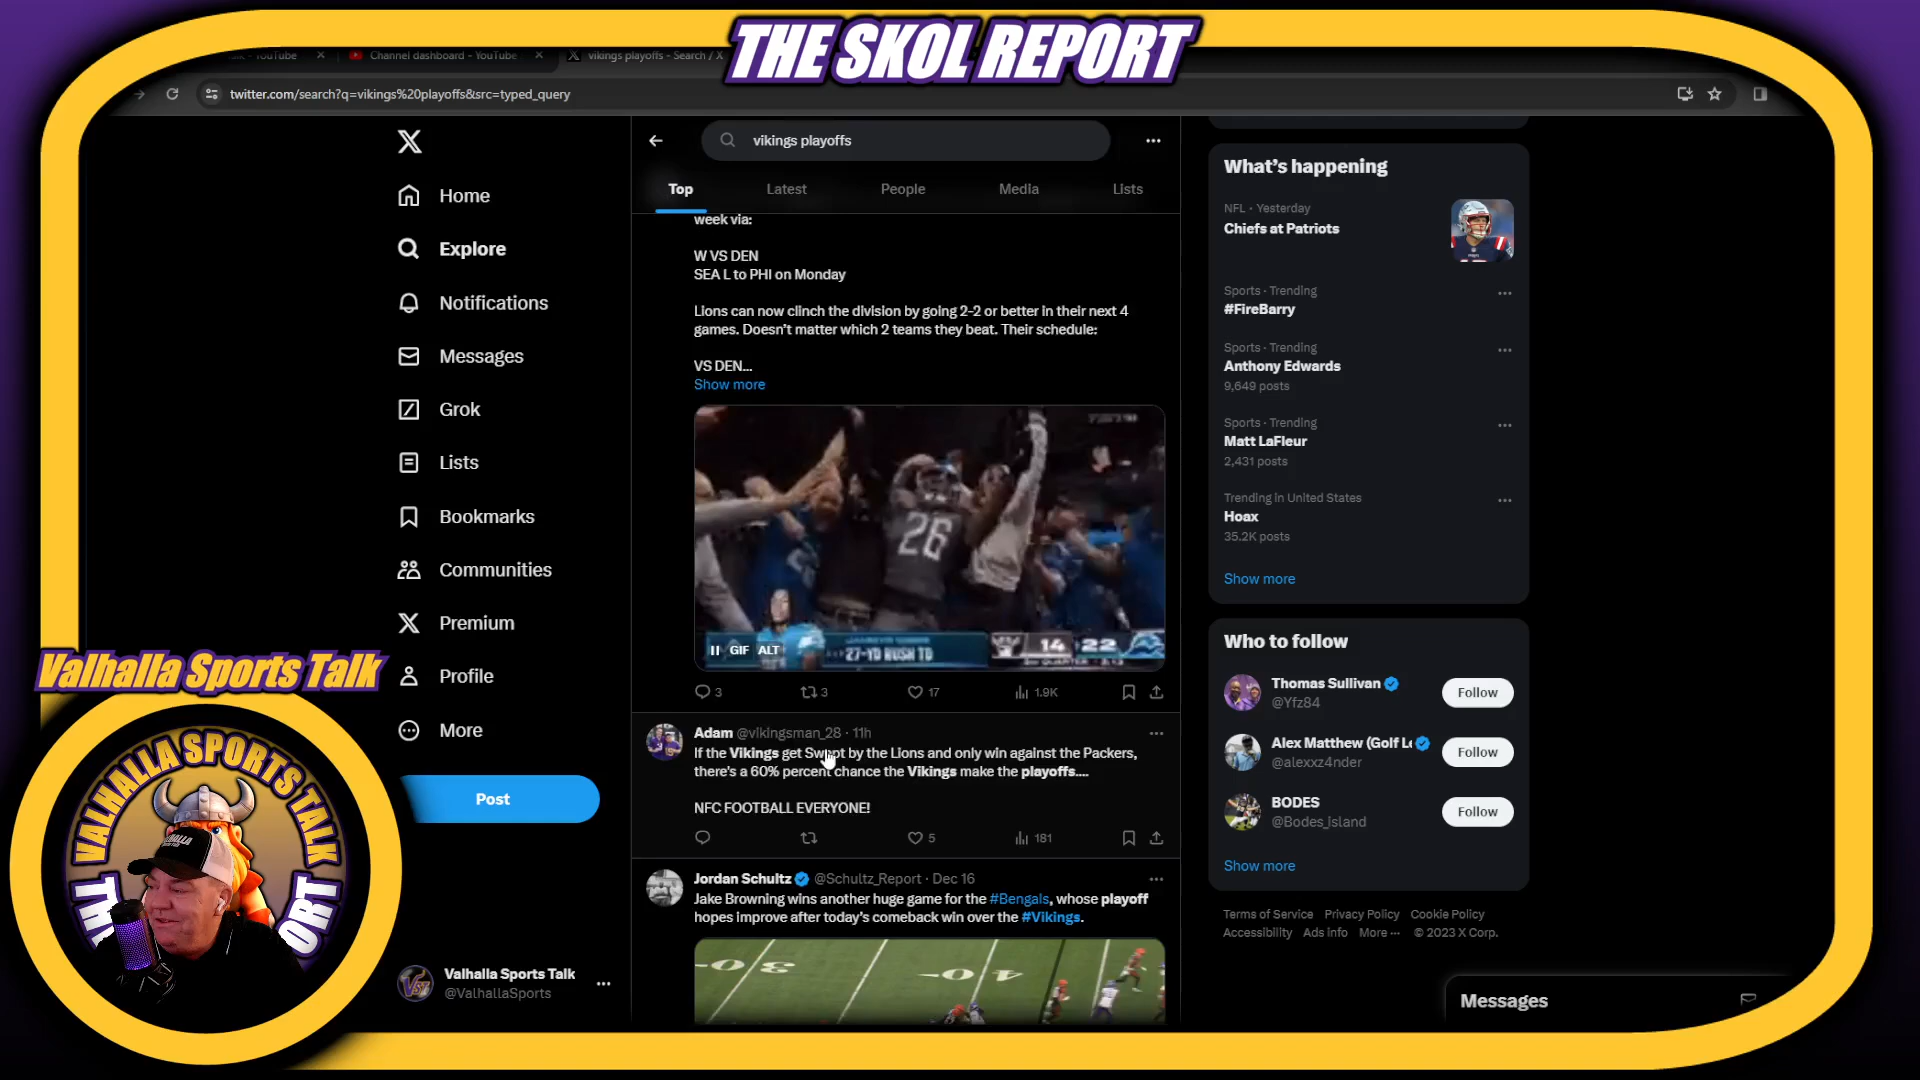 THE SKOL REPORT
YouTube
Channel dashboard - YouTube
vikings playoffs - Search / X
twitter.com/search?q=vikings%20playoffs&src=typed_query
vikings playoffs
Top
Latest
People
Media
Lists
Home
Explore
Notifications
Messages
Grok
Lists
Bookmarks
Communities
Premium
Profile
More
Post
Valhalla Sports Talk
@ValhallaSports
week via:
W VS DEN
SEA L to PHI on Monday
Lions can now clinch the division by going 2-2 or better in their next 4
games. Doesn't matter which 2 teams they beat. Their schedule:
VS DEN...
Show more
26
GIF ALT
27-YD RUSH TD
14 22
3
3
17
1.9K
Adam @vikingsman_28 · 11h
If the Vikings get Swept by the Lions and only win against the Packers,
there's a 60% percent chance the Vikings make the playoffs....
NFC FOOTBALL EVERYONE!
5
181
Jordan Schultz @Schultz_Report · Dec 16
Jake Browning wins another huge game for the #Bengals, whose playoff
hopes improve after today's comeback win over the #Vikings.
What's happening
NFL · Yesterday
Chiefs at Patriots
Sports · Trending
#FireBarry
Sports · Trending
Anthony Edwards
9,649 posts
Sports · Trending
Matt LaFleur
2,431 posts
Trending in United States
Hoax
35.2K posts
Show more
Who to follow
Thomas Sullivan
@Yfz84
Follow
Alex Matthew (Golf L
@alexxz4nder
Follow
BODES
@Bodes_Island
Follow
Show more
Terms of Service Privacy Policy Cookie Policy
Accessibility Ads info More ··· © 2023 X Corp.
Messages
Valhalla Sports Talk
VALHALLA SPORTS TALK